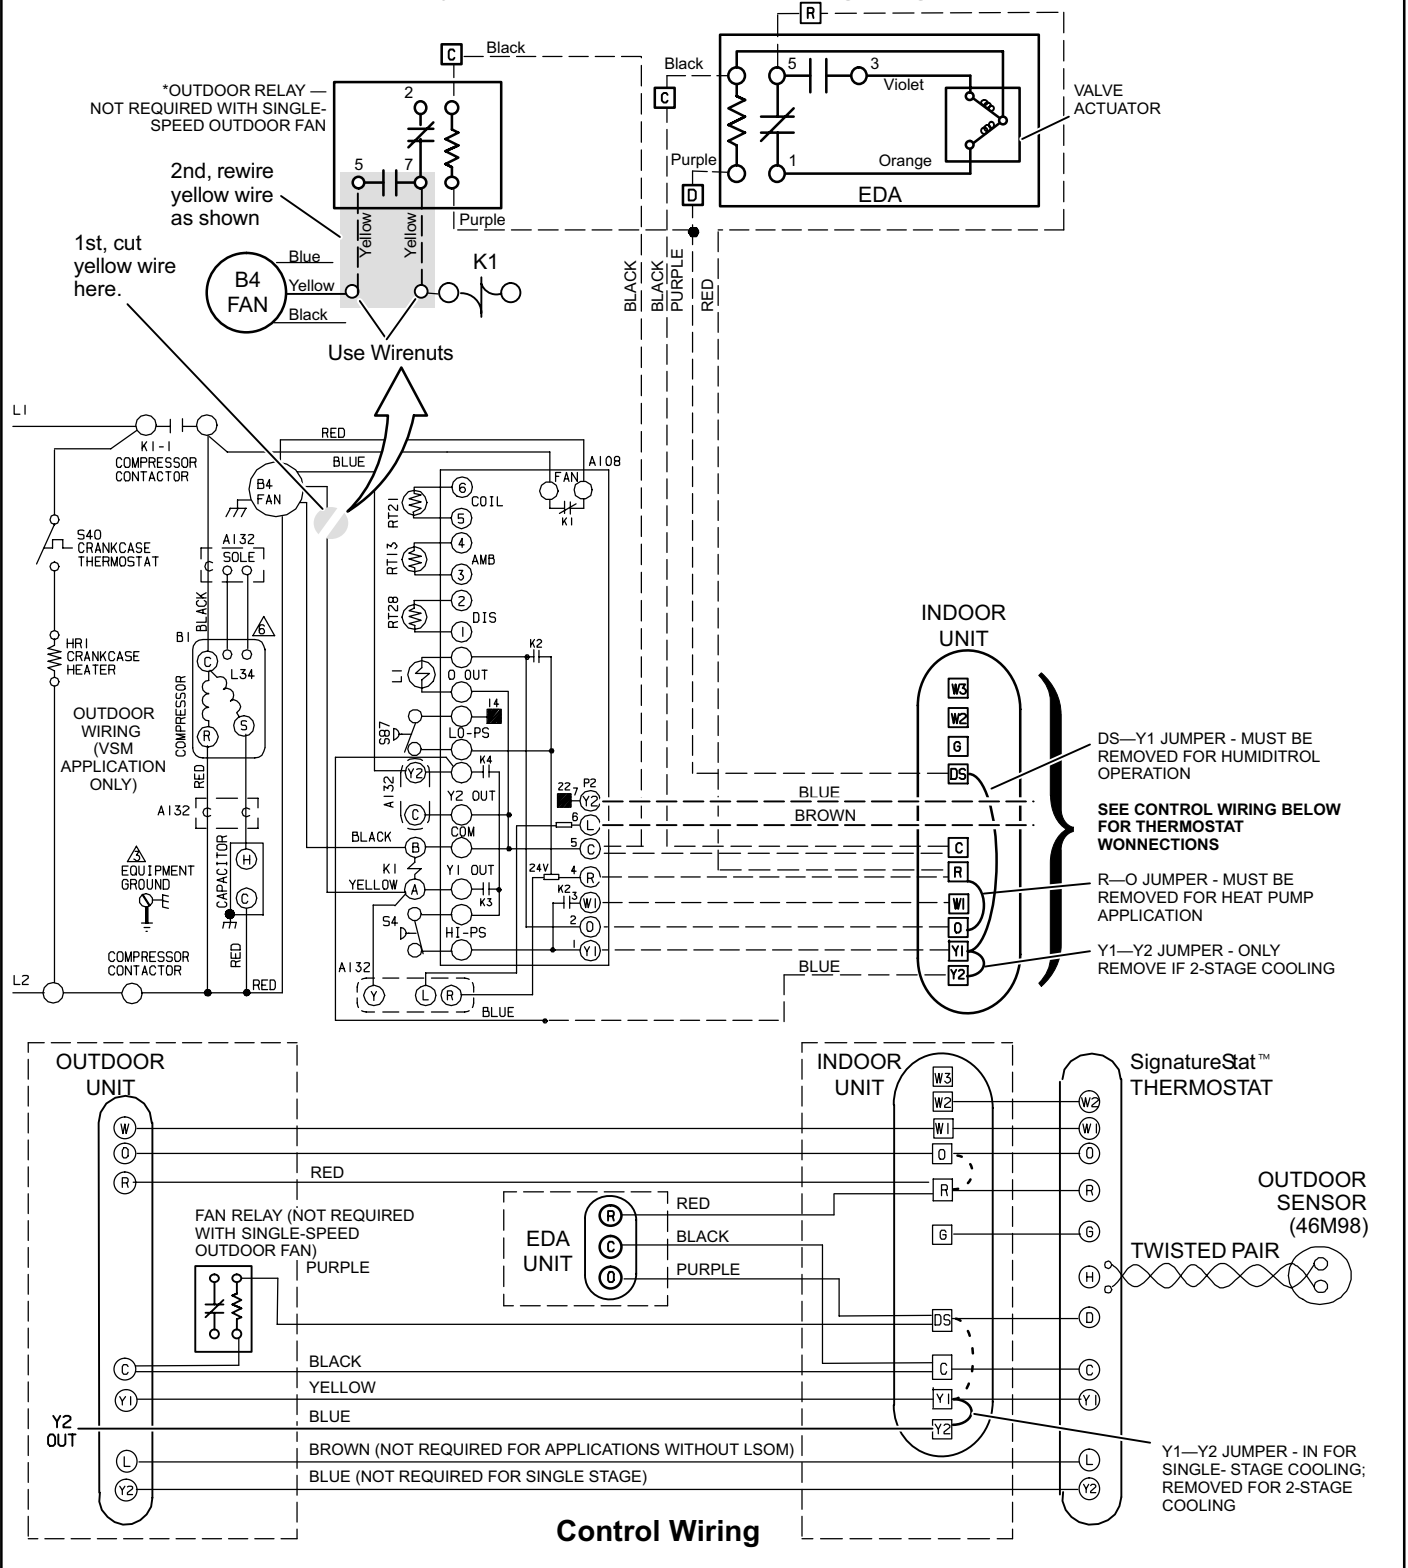 R
C
Black
Black
5
3
Violet
C
VALVE
ACTUATOR
*OUTDOOR RELAY —
NOT REQUIRED WITH SINGLE-
SPEED OUTDOOR FAN
2
5
7
Purple
1
Orange
EDA
D
2nd, rewire
yellow wire
as shown
Yellow
Yellow
Purple
1st, cut
yellow wire
here.
Blue
B4
FAN
Yellow
Black
K1
BLACK
BLACK
PURPLE
RED
Use Wirenuts
L1
K1-1
COMPRESSOR
CONTACTOR
RED
BLUE
B4
FAN
A108
FAN
K1
RT21
6
COIL
5
RT13
4
AMB
3
RT28
2
DIS
1
S40
CRANKCASE
THERMOSTAT
A132
SOLE
C
BLACK
6
B1
HR1
CRANKCASE
HEATER
C
L34
COMPRESSOR
R
S
OUTDOOR
WIRING
(VSM
APPLICATION
ONLY)
RED
A132
C
C
3
EQUIPMENT
GROUND
CAPACITOR
H
C
RED
COMPRESSOR
CONTACTOR
L2
RED
K2
L1
O OUT
14
S87
LO-PS
K4
Y2
A132
Y2 OUT
C
COM
BLACK
B
K1
Y1 OUT
YELLOW
A
K3
S4
HI-PS
A132
Y
L
R
BLUE
22
7
P2
Y2
6
L
5
C
24V
4
R
K2
3
W1
2
O
1
Y1
BLUE
BROWN
BLUE
INDOOR
UNIT
W3
W2
G
DS
C
R
W1
O
Y1
Y2
DS—Y1 JUMPER - MUST BE
REMOVED FOR HUMIDITROL
OPERATION
SEE CONTROL WIRING BELOW
FOR THERMOSTAT
WONNECTIONS
R—O JUMPER - MUST BE
REMOVED FOR HEAT PUMP
APPLICATION
Y1—Y2 JUMPER - ONLY
REMOVE IF 2-STAGE COOLING
OUTDOOR
UNIT
W
O
R
C
Y1
Y2
OUT
L
Y2
RED
FAN RELAY (NOT REQUIRED
WITH SINGLE-SPEED
OUTDOOR FAN)
PURPLE
BLACK
YELLOW
BLUE
BROWN (NOT REQUIRED FOR APPLICATIONS WITHOUT LSOM)
BLUE (NOT REQUIRED FOR SINGLE STAGE)
EDA
UNIT
R
C
O
RED
BLACK
PURPLE
INDOOR
UNIT
W3
W2
W1
O
R
G
DS
C
Y1
Y2
SignatureStat™
THERMOSTAT
W2
W1
O
R
G
H
D
C
Y1
L
Y2
OUTDOOR
SENSOR
(46M98)
TWISTED PAIR
Y1—Y2 JUMPER - IN FOR
SINGLE- STAGE COOLING;
REMOVED FOR 2-STAGE
COOLING
Control Wiring